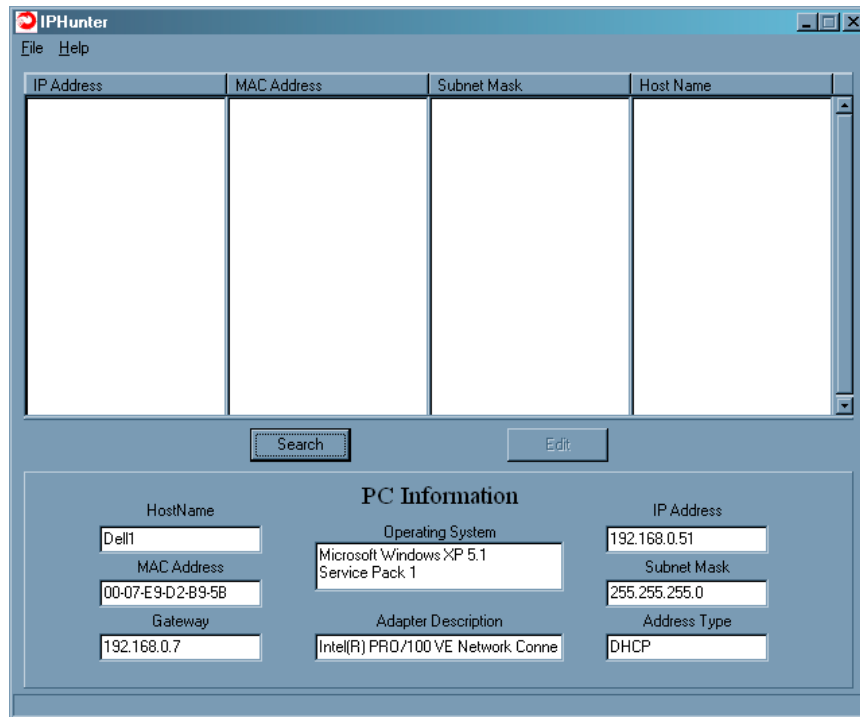 IPHunter
File Help
IP Address MAC Address Subnet Mask Host Name
Search Edit
PC Information
HostName
Dell1
MAC Address
00-07-E9-D2-B9-5B
Gateway
192.168.0.7
Operating System
Microsoft Windows XP 5.1
Service Pack 1
Adapter Description
Intel(R) PRO/100 VE Network Conne
IP Address
192.168.0.51
Subnet Mask
255.255.255.0
Address Type
DHCP